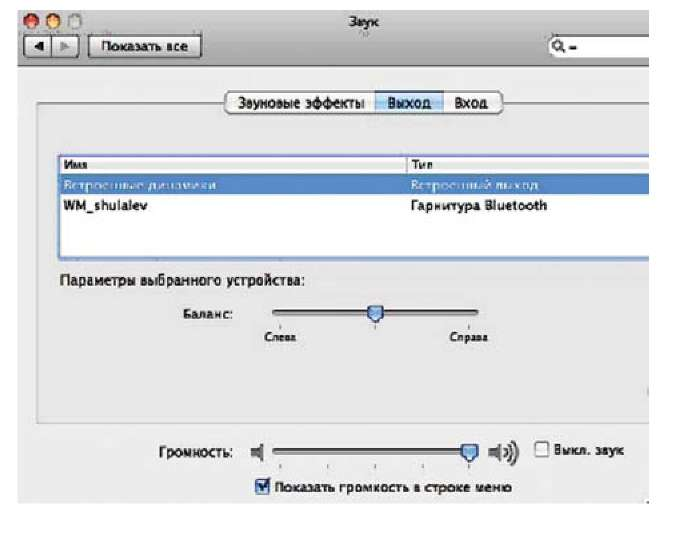 Звук
Показать все
Звуковые эффекты Выход Вход
Имя Тип
Встроенные динамики Встроенный выход
WM_shulalev Гарнитура Bluetooth
Параметры выбранного устройства:
Баланс:
Слева Справа
Громкость: Выкл. звук
Показать громкость в строке меню